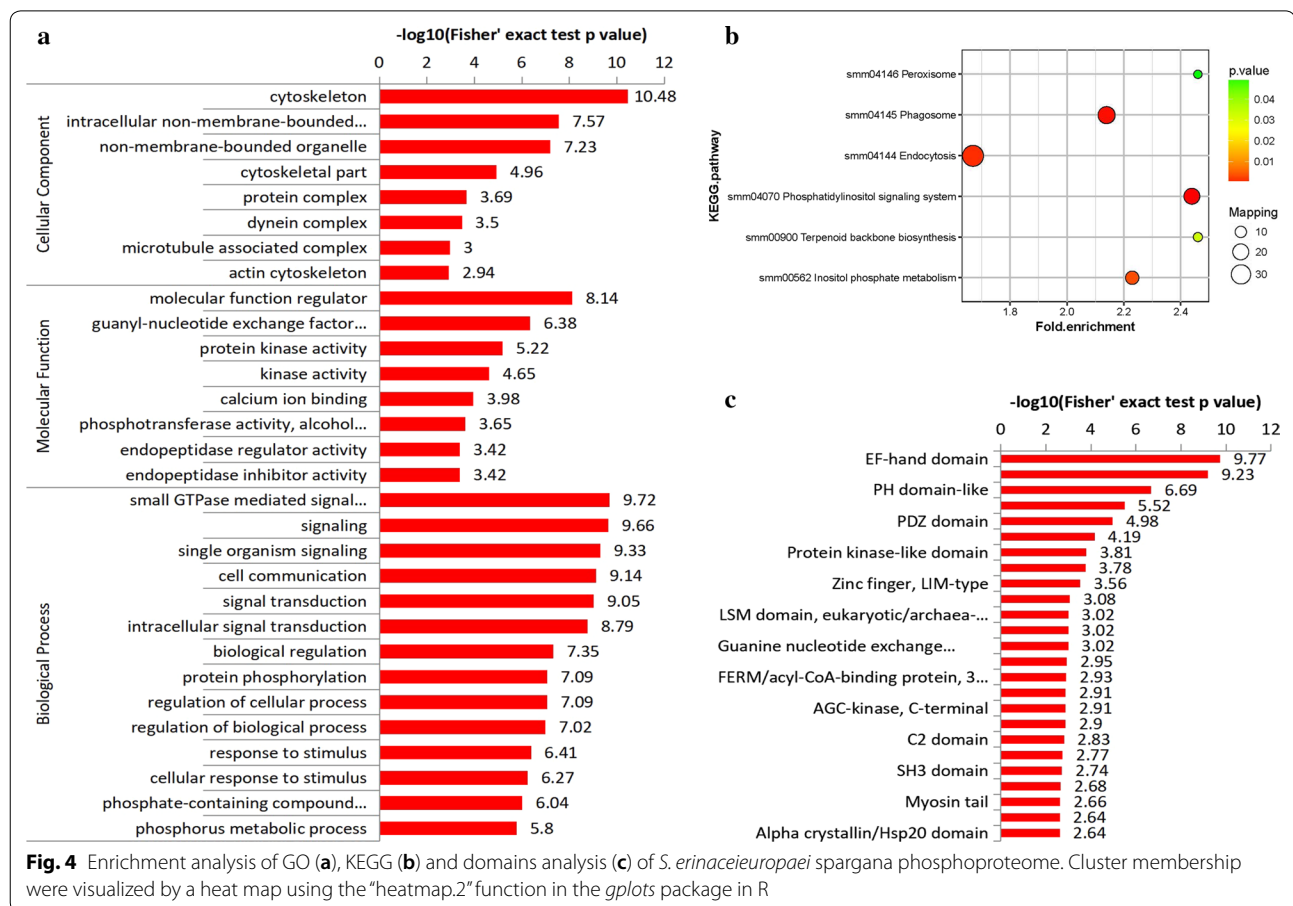 a
-log10(Fisher' exact test p value)
0 2 4 6 8 10 12
Cellular Component
cytoskeleton 10.48
intracellular non-membrane-bounded... 7.57
non-membrane-bounded organelle 7.23
cytoskeletal part 4.96
protein complex 3.69
dynein complex 3.5
microtubule associated complex 3
actin cytoskeleton 2.94
Molecular Function
molecular function regulator 8.14
guanyl-nucleotide exchange factor... 6.38
protein kinase activity 5.22
kinase activity 4.65
calcium ion binding 3.98
phosphotransferase activity, alcohol... 3.65
endopeptidase regulator activity 3.42
endopeptidase inhibitor activity 3.42
Biological Process
small GTPase mediated signal... 9.72
signaling 9.66
single organism signaling 9.33
cell communication 9.14
signal transduction 9.05
intracellular signal transduction 8.79
biological regulation 7.35
protein phosphorylation 7.09
regulation of cellular process 7.09
regulation of biological process 7.02
response to stimulus 6.41
cellular response to stimulus 6.27
phosphate-containing compound... 6.04
phosphorus metabolic process 5.8
b
KEGG.pathway
smm04146 Peroxisome
smm04145 Phagosome
smm04144 Endocytosis
smm04070 Phosphatidylinositol signaling system
smm00900 Terpenoid backbone biosynthesis
smm00562 Inositol phosphate metabolism
1.8 2.0 2.2 2.4
Fold.enrichment
p.value
0.04
0.03
0.02
0.01
Mapping
10
20
30
c
-log10(Fisher' exact test p value)
0 2 4 6 8 10 12
EF-hand domain 9.77
9.23
PH domain-like 6.69
5.52
PDZ domain 4.98
4.19
Protein kinase-like domain 3.81
3.78
Zinc finger, LIM-type 3.56
3.08
LSM domain, eukaryotic/archaea-... 3.02
3.02
Guanine nucleotide exchange... 3.02
2.95
FERM/acyl-CoA-binding protein, 3... 2.93
2.91
AGC-kinase, C-terminal 2.91
2.9
C2 domain 2.83
2.77
SH3 domain 2.74
2.68
Myosin tail 2.66
2.64
Alpha crystallin/Hsp20 domain 2.64
Fig. 4 Enrichment analysis of GO (a), KEGG (b) and domains analysis (c) of S. erinaceieuropaei spargana phosphoproteome. Cluster membership
were visualized by a heat map using the "heatmap.2" function in the gplots package in R